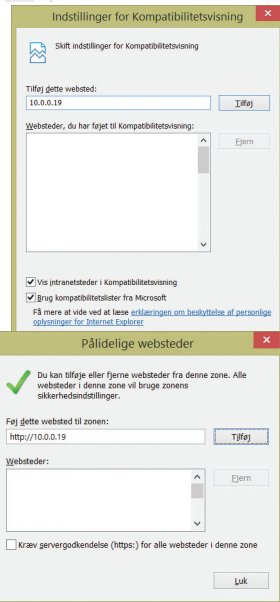 Indstillinger for Kompatibilitetsvisning
Skift indstillinger for Kompatibilitetsvisning
Tilføj dette websted:
10.0.0.19
Tilføj
Websteder, du har føjet til Kompatibilitetsvisning:
Fjern
Vis intranetsteder i Kompatibilitetsvisning
Brug kompatibilitetslister fra Microsoft
Få mere at vide ved at læse erklæringen om beskyttelse af personlige
oplysninger for Internet Explorer
Pålidelige websteder
Du kan tilføje eller fjerne websteder fra denne zone. Alle
websteder i denne zone vil bruge zonens
sikkerhedsindstillinger.
Føj dette websted til zonen:
http://10.0.0.19
Tilføj
Websteder:
Fjern
Kræv servergodkendelse (https:) for alle websteder i denne zone
Luk